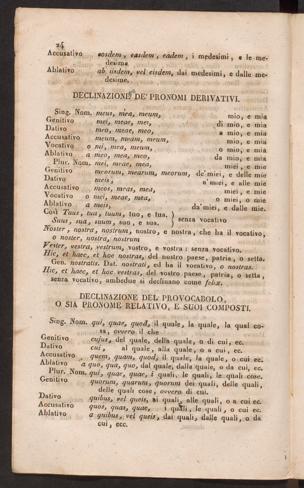 24
Accusativo eosdem, easdem, eadem, i medesimi, e le me-
desime.
Ablativo ab iisdem, vel eisdem, dai medesimi, e dalle me-
desime.
DECLINAZIONE DE' PRONOMI DERIVATIVI.
Sing. Nom. meus, mea, meum, mio, e mia
Genitivo mei, meae, mei, di mio, e mia
Dativo meo, meae, meo, a mio, e mia
Accusativo meum, meam, meum, mio, e mia
Vocativo o mi, mea, meum, o mio, e mia
Ablativo a meo, mea, meo, da mio, e mia
Plur. Nom. mei, meae, mea, miei, e mie
Genitivo meorum, mearum, meorum, de' miei, e delle mie
Dativo meis, a' miei, e alle mie
Accusativo meos, meas, mea, miei, e mie
Vocativo o mei, meae, mea, o miei, o mie
Ablativo a meis, da' miei, e dalle mie.
Così Tuus, tua, tuum, tuo, e tua.
Suus, sua, suum, suo, e sua. } senza vocativo
Noster, nostra, nostrum, nostro, e nostra, che ha il vocativo,
o noster, nostra, nostrum
Vester, vestra, vestrum, vostro, e vostra: senza vocativo.
Hic, et haec, et hoc nostras, del nostro paese, patria, o setta.
Gen. nostratis. Dat. nostrati, ed ha il vocativo, o nostras.
Hic, et haec, et hoc vestras, del vostro paese, patria, o setta,
senza vocativo, ambedue si declinano come felix.
DECLINAZIONE DEL PROVOCABOLO,
O SIA PRONOME RELATIVO, E SUOI COMPOSTI.
Sing. Nom. qui, quae, quod, il quale, la quale, la qual co-
sa, ovvero il che
Genitivo cujus, del quale, della quale, o di cui, ec.
Dativo cui, al quale, alla quale, o a cui, ec.
Accusativo quem, quam, quod, il quale, la quale, o cui ec.
Ablativo a quo, qua, quo, dal quale, dalla quale, o da cui, ec.
Plur. Nom. qui, quae, quae, i quali, le quali, le quali cose.
Genitivo quorum, quarum, quorum dei quali, delle quali,
delle quali cose, ovvero di cui.
Dativo quibus, vel queis, ai quali, alle quali, o a cui ec.
Accusativo quos, quas, quae, i quali, le quali, o cui ec.
Ablativo a quibus, vel queis, dai quali, dalle quali, o da
cui, ecc.